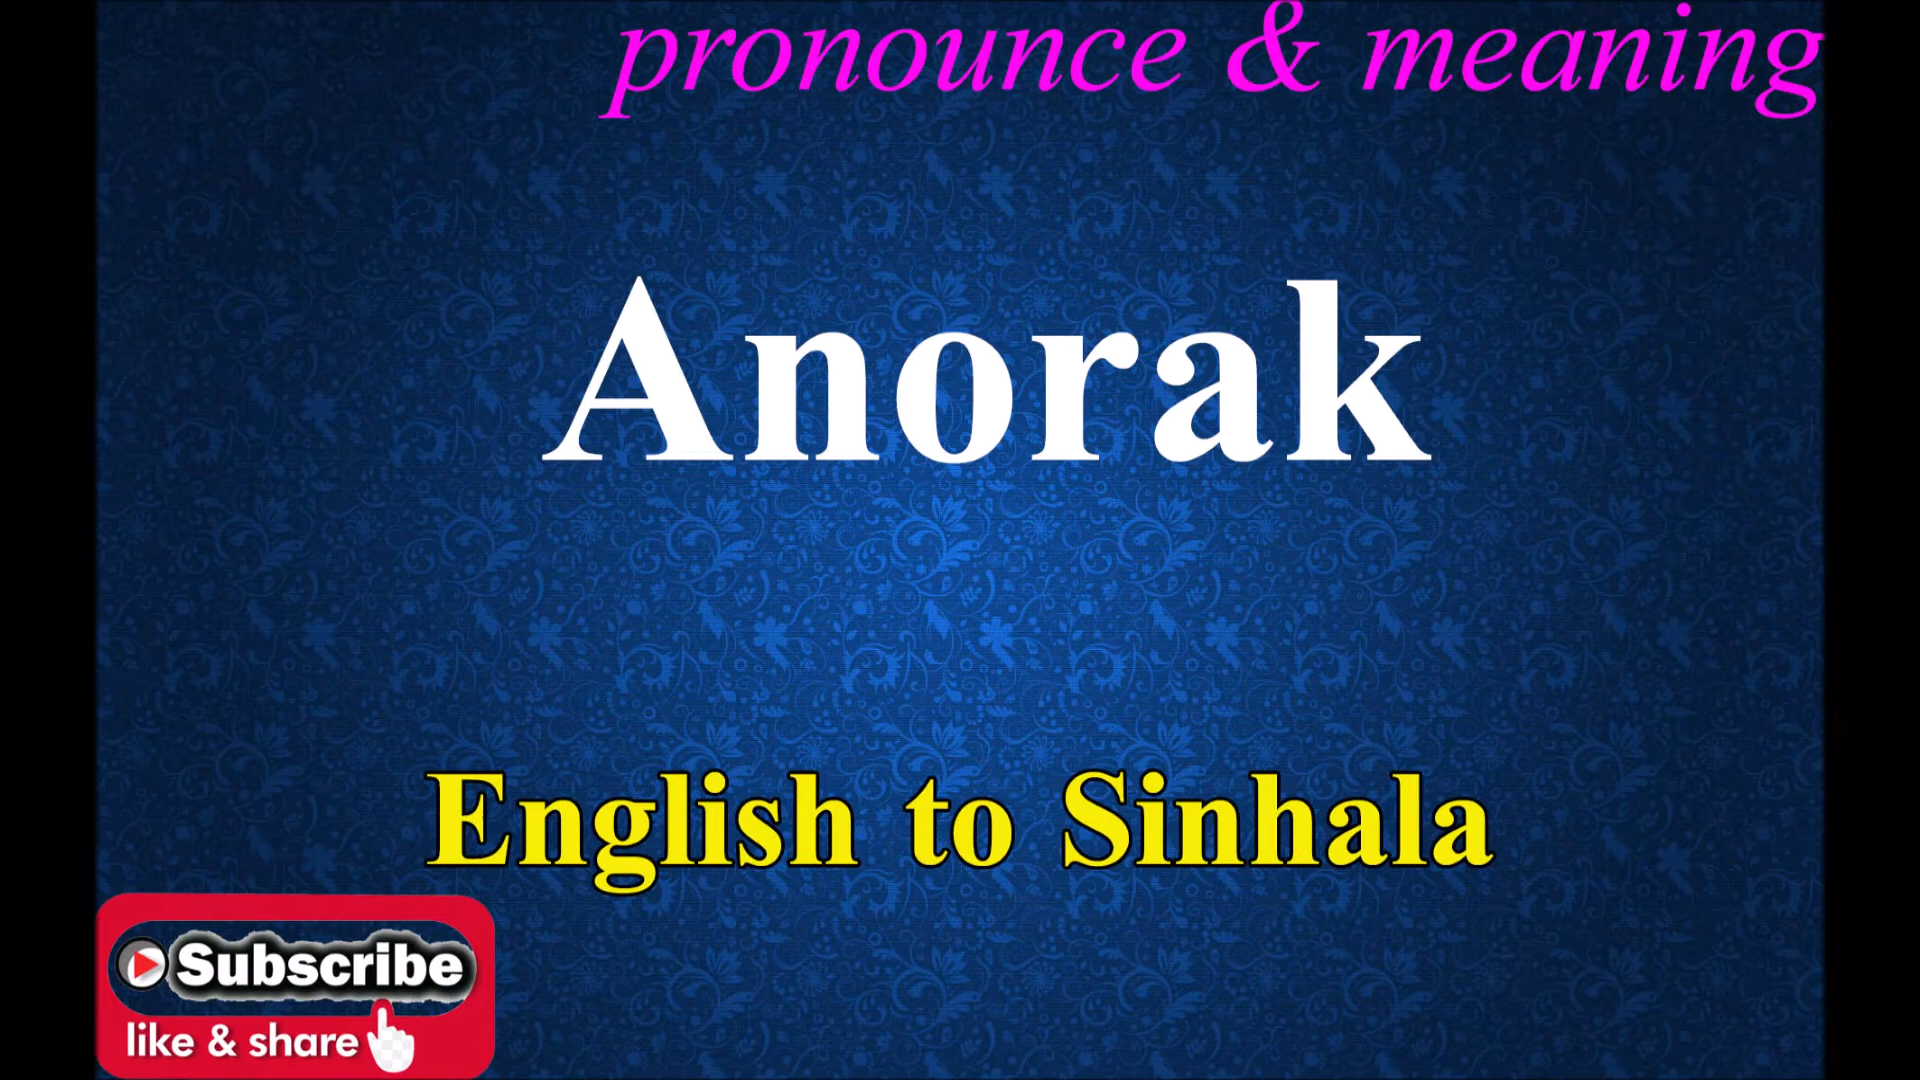 pronounce & meaning
Anorak
English to Sinhala
Subscribe
like & share